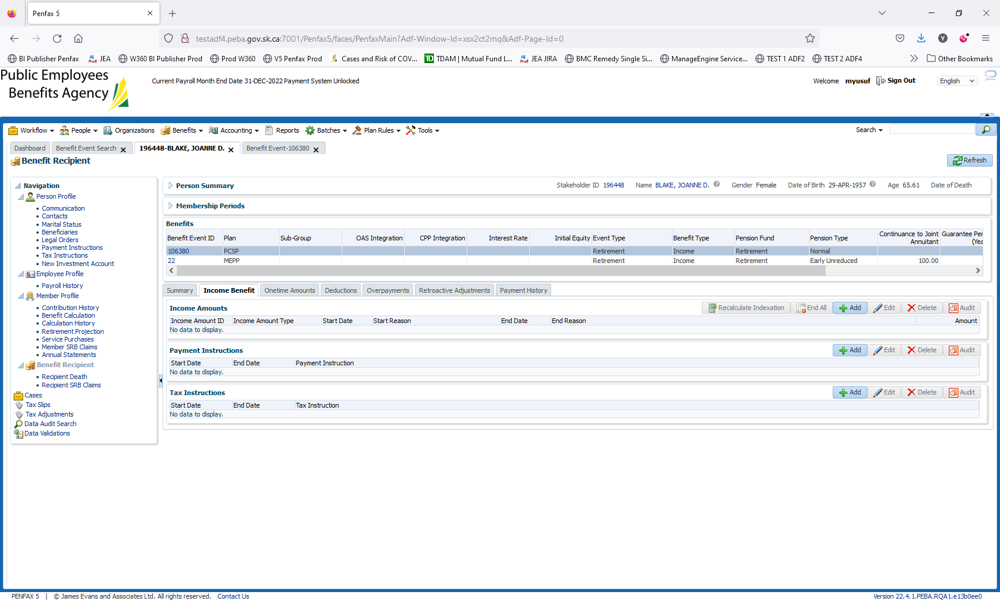 Penfax 5
testadf4.peba.gov.sk.ca:7001/Penfax5/faces/PenfaxMain?Adf-Window-Id=xsx2ct2mq&Adf-Page-Id=0
BI Publisher Penfax JEA W360 BI Publisher Prod Prod W360 V5 Penfax Prod Cases and Risk of COV... TDAM | Mutual Fund L... JEA JIRA BMC Remedy Single Si... ManageEngine Service... TEST 1 ADF2 TEST 2 ADF4 Other Bookmarks
Public Employees
Benefits Agency
Current Payroll Month End Date 31-DEC-2022 Payment System Unlocked
Welcome myusuf Sign Out English
Workflow People Organizations Benefits Accounting Reports Batches Plan Rules Tools Search
Dashboard Benefit Event Search 196448-BLAKE, JOANNE D. Benefit Event-106380
Benefit Recipient
Refresh
Navigation
Person Profile
Communication
Contacts
Marital Status
Beneficiaries
Legal Orders
Payment Instructions
Tax Instructions
New Investment Account
Employee Profile
Payroll History
Member Profile
Contribution History
Benefit Calculation
Calculation History
Retirement Projection
Service Purchases
Member SRB Claims
Annual Statements
Benefit Recipient
Recipient Death
Recipient SRB Claims
Cases
Tax Slips
Tax Adjustments
Data Audit Search
Data Validations
Person Summary Stakeholder ID 196448 Name BLAKE, JOANNE D. Gender Female Date of Birth 29-APR-1957 Age 65.61 Date of Death
Membership Periods
Benefits
Benefit Event ID Plan Sub-Group OAS Integration CPP Integration Interest Rate Initial Equity Event Type Benefit Type Pension Fund Pension Type Continuance to Joint Annuitant Guarantee Per (Yea
106380 PCSP Retirement Income Retirement Normal
22 MEPP Retirement Income Retirement Early Unreduced 100.00
Summary Income Benefit Onetime Amounts Deductions Overpayments Retroactive Adjustments Payment History
Income Amounts Recalculate Indexation End All Add Edit Delete Audit
Income Amount ID Income Amount Type Start Date Start Reason End Date End Reason Amount
No data to display.
Payment Instructions Add Edit Delete Audit
Start Date End Date Payment Instruction
No data to display.
Tax Instructions Add Edit Delete Audit
Start Date End Date Tax Instruction
No data to display.
PENFAX 5 | © James Evans and Associates Ltd. All rights reserved. Contact Us
Version 22.4.1.PEBA.RQA1.e13b0ee0